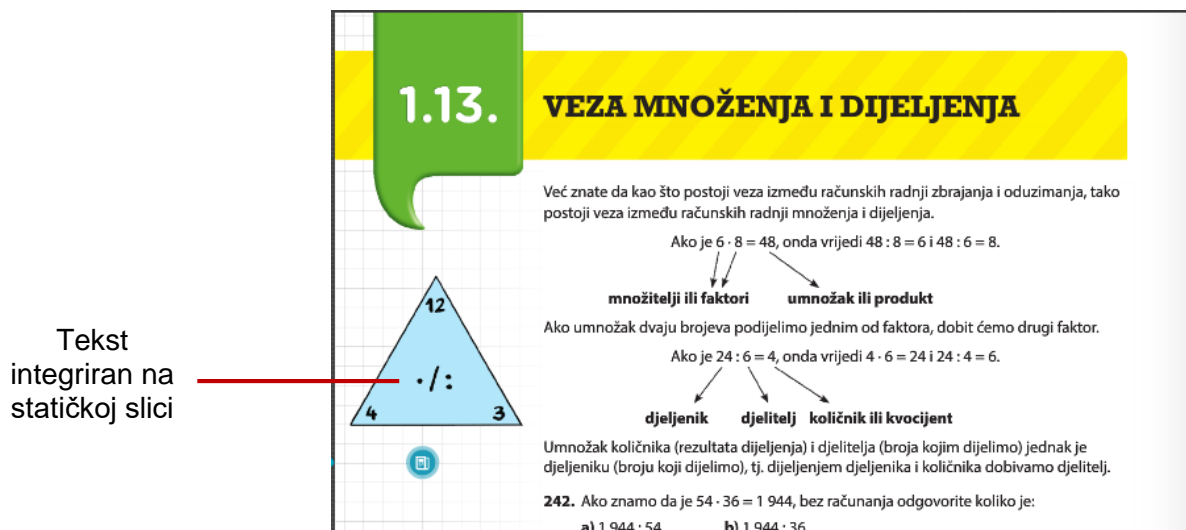 1.13.
VEZA MNOŽENJA I DIJELJENJA
Već znate da kao što postoji veza između računskih radnji zbrajanja i oduzimanja, tako
postoji veza između računskih radnji množenja i dijeljenja.
Ako je 6 · 8 = 48, onda vrijedi 48 : 8 = 6 i 48 : 6 = 8.
množitelji ili faktori umnožak ili produkt
Ako umnožak dvaju brojeva podijelimo jednim od faktora, dobit ćemo drugi faktor.
Ako je 24 : 6 = 4, onda vrijedi 4 · 6 = 24 i 24 : 4 = 6.
djeljenik djelitelj količnik ili kvocijent
Umnožak količnika (rezultata dijeljenja) i djelitelja (broja kojim dijelimo) jednak je
djeljeniku (broju koji dijelimo), tj. dijeljenjem djeljenika i količnika dobivamo djelitelj.
242. Ako znamo da je 54 · 36 = 1 944, bez računanja odgovorite koliko je:
a) 1 944 : 54 b) 1 944 : 36
12
· / :
4 3
Tekst
integriran na
statičkoj slici